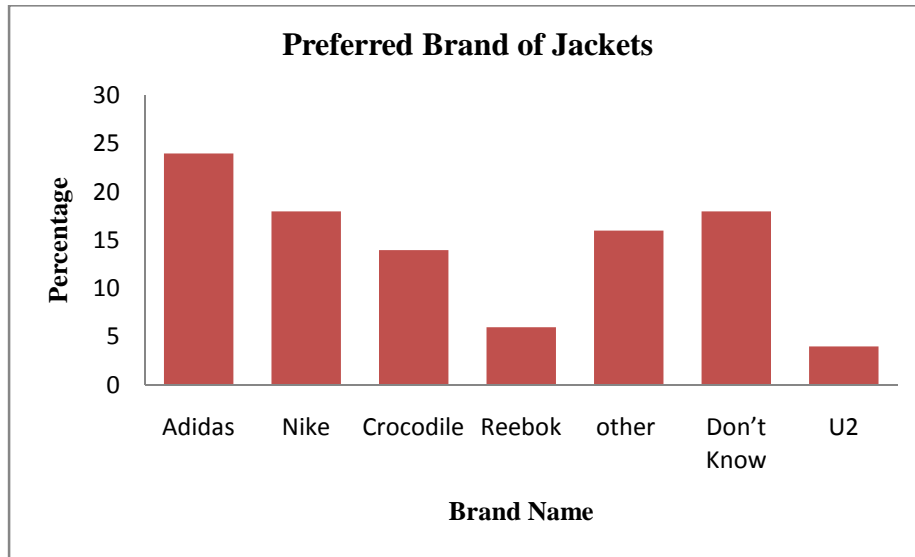 Preferred Brand of Jackets
30
25
20
15
10
5
0
Percentage
Adidas Nike Crocodile Reebok other Don’t Know U2
Brand Name